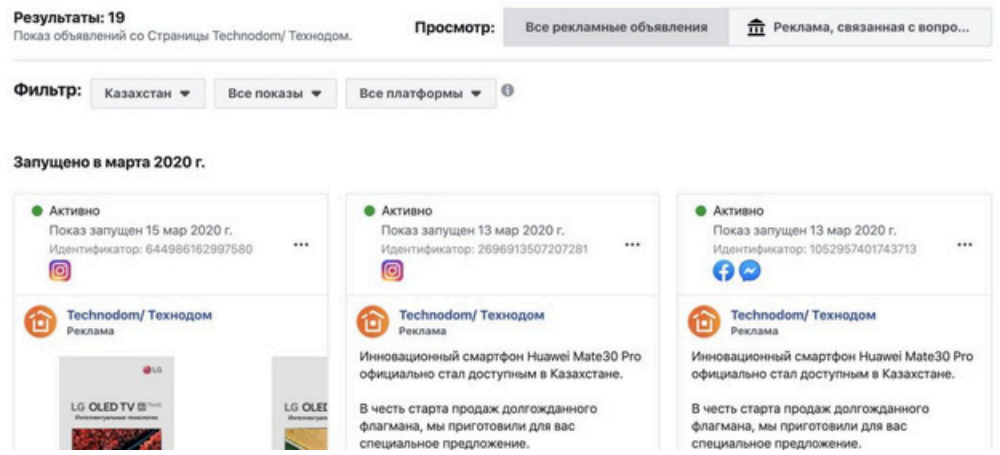 Результаты: 19
Показ объявлений со Страницы Technodom/ Технодом.
Просмотр:
Все рекламные объявления
Реклама, связанная с вопро...
Фильтр:
Казахстан
Все показы
Все платформы
Запущено в марта 2020 г.
Активно
Показ запущен 15 мар 2020 г.
Идентификатор: 644986162997580
Technodom/ Технодом
Реклама
LG
LG OLED TV
Интеллектуальные технологии
LG OLED
Активно
Показ запущен 13 мар 2020 г.
Идентификатор: 2696913507207281
Technodom/ Технодом
Реклама
Инновационный смартфон Huawei Mate30 Pro
официально стал доступным в Казахстане.
В честь старта продаж долгожданного
флагмана, мы приготовили для вас
специальное предложение.
Активно
Показ запущен 13 мар 2020 г.
Идентификатор: 1052957401743713
Technodom/ Технодом
Реклама
Инновационный смартфон Huawei Mate30 Pro
официально стал доступным в Казахстане.
В честь старта продаж долгожданного
флагмана, мы приготовили для вас
специальное предложение.